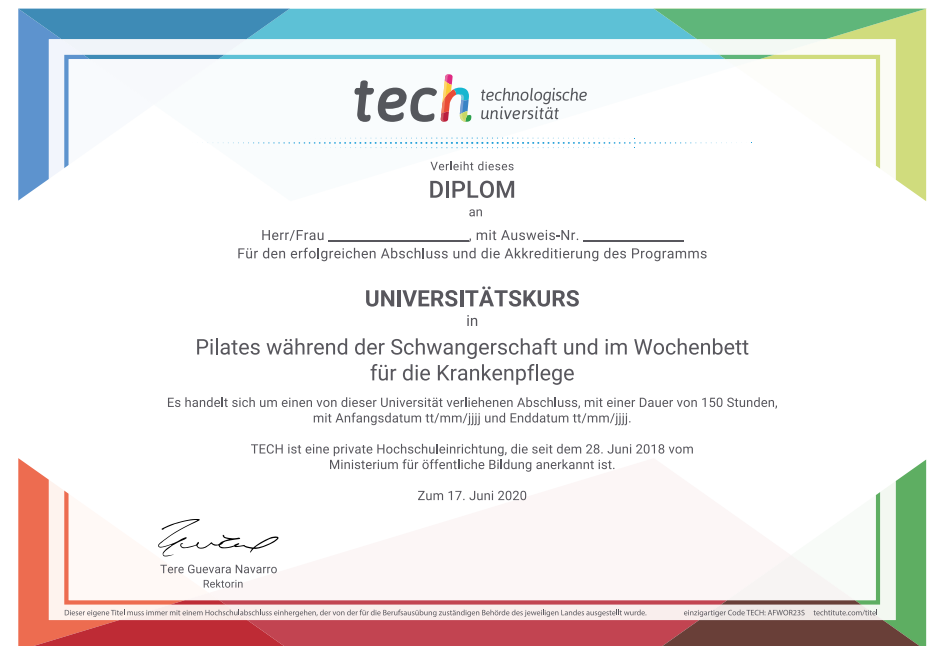 tech technologische
universität
Verleiht dieses
DIPLOM
an
Herr/Frau ____________________, mit Ausweis-Nr. ______________
Für den erfolgreichen Abschluss und die Akkreditierung des Programms
UNIVERSITÄTSKURS
in
Pilates während der Schwangerschaft und im Wochenbett
für die Krankenpflege
Es handelt sich um einen von dieser Universität verliehenen Abschluss, mit einer Dauer von 150 Stunden,
mit Anfangsdatum tt/mm/jjjj und Enddatum tt/mm/jjjj.
TECH ist eine private Hochschuleinrichtung, die seit dem 28. Juni 2018 vom
Ministerium für öffentliche Bildung anerkannt ist.
Zum 17. Juni 2020
Tere Guevara Navarro
Rektorin
Dieser eigene Titel muss immer mit einem Hochschulabschluss einhergehen, der von der für die Berufsausübung zuständigen Behörde des jeweiligen Landes ausgestellt wurde. einzigartiger Code TECH: AFWOR23S techtitute.com/titel